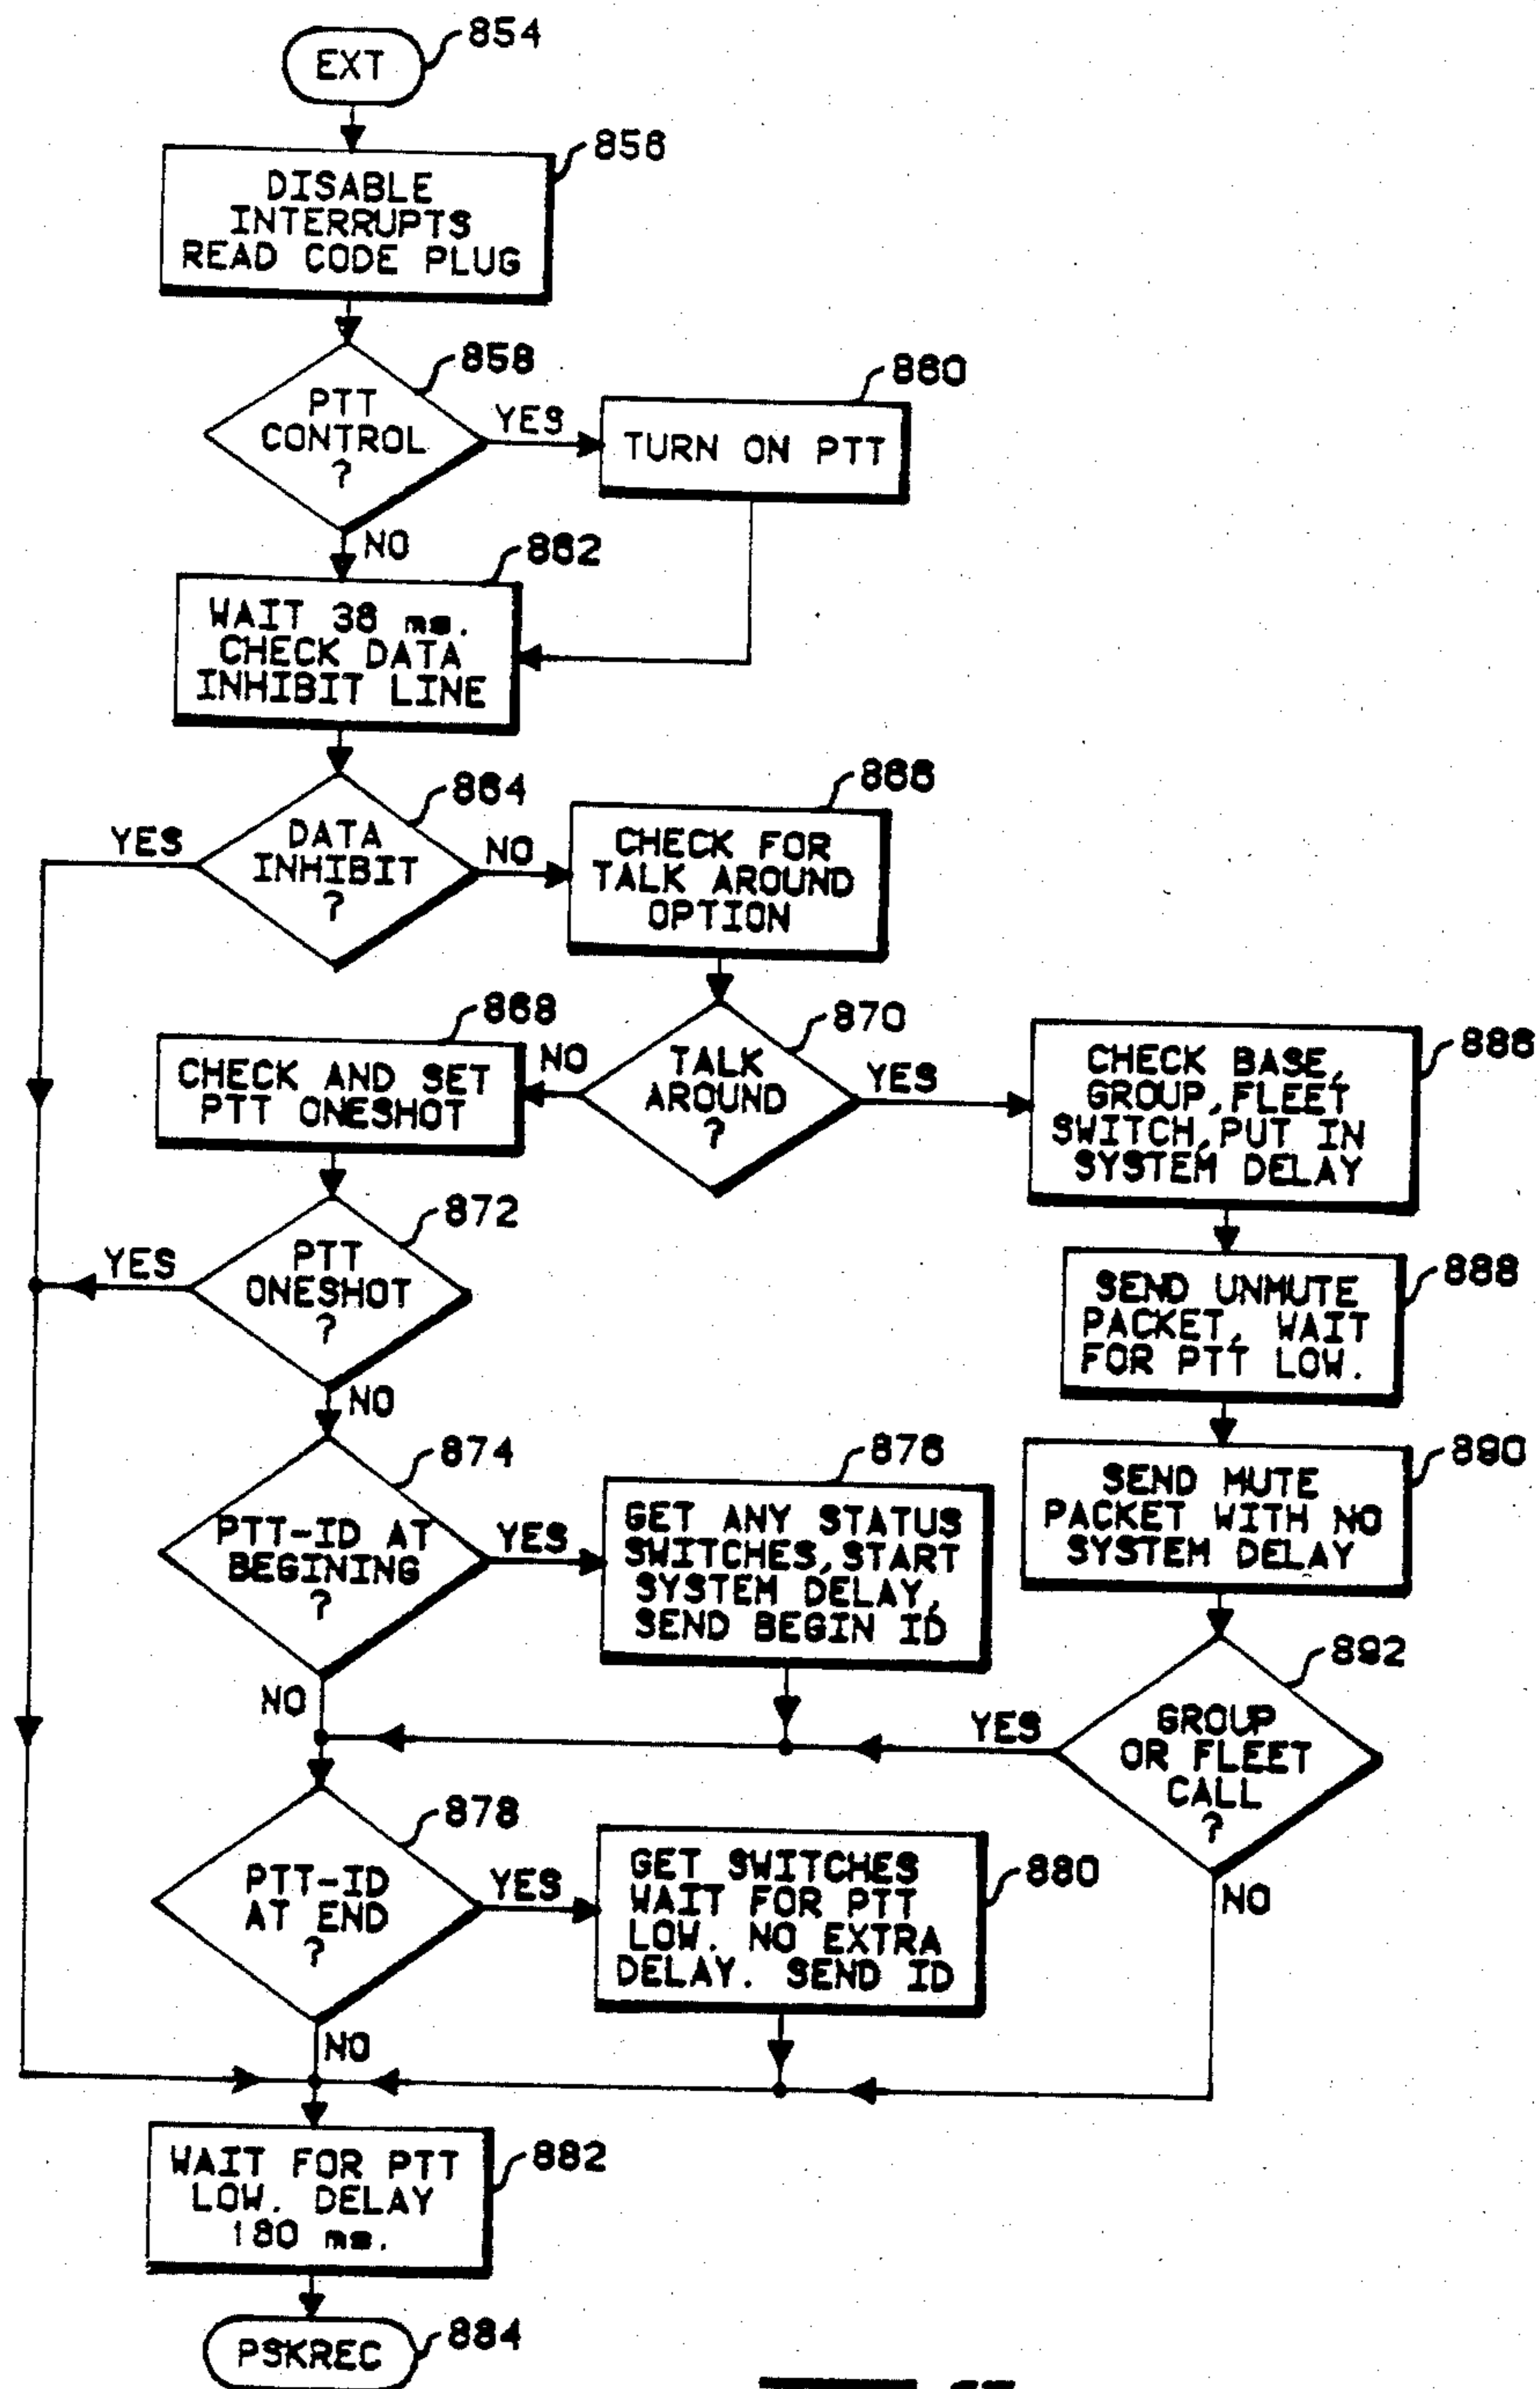 EXT
854
DISABLE
INTERRUPTS
READ CODE PLUG
856
PTT
CONTROL
?
858
YES
TURN ON PTT
860
NO
WAIT 38 ms.
CHECK DATA
INHIBIT LINE
862
DATA
INHIBIT
?
864
YES
NO
CHECK FOR
TALK AROUND
OPTION
866
CHECK AND SET
PTT ONESHOT
868
NO
TALK
AROUND
?
870
YES
CHECK BASE,
GROUP, FLEET
SWITCH, PUT IN
SYSTEM DELAY
886
PTT
ONESHOT
?
872
YES
NO
SEND UNMUTE
PACKET, WAIT
FOR PTT LOW.
888
PTT-ID AT
BEGINING
?
874
YES
NO
GET ANY STATUS
SWITCHES, START
SYSTEM DELAY,
SEND BEGIN ID
876
SEND MUTE
PACKET WITH NO
SYSTEM DELAY
890
GROUP
OR FLEET
CALL
?
892
YES
NO
PTT-ID
AT END
?
878
YES
NO
GET SWITCHES
WAIT FOR PTT
LOW. NO EXTRA
DELAY. SEND ID
880
WAIT FOR PTT
LOW. DELAY
180 ms.
882
PSKREC
884